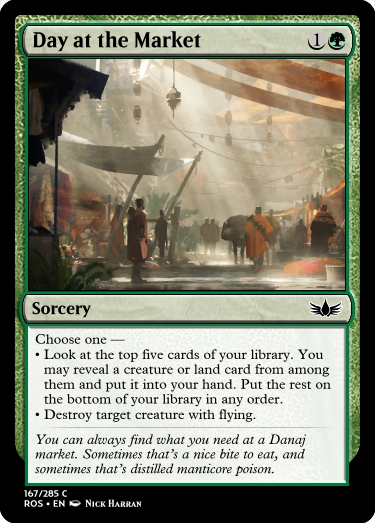 Day at the Market 1
Sorcery
Choose one —
• Look at the top five cards of your library. You
may reveal a creature or land card from among
them and put it into your hand. Put the rest on
the bottom of your library in any order.
• Destroy target creature with flying.
You can always find what you need at a Danaj
market. Sometimes that's a nice bite to eat, and
sometimes that's distilled manticore poison.
167/285 C
ROS • EN Nick Harran